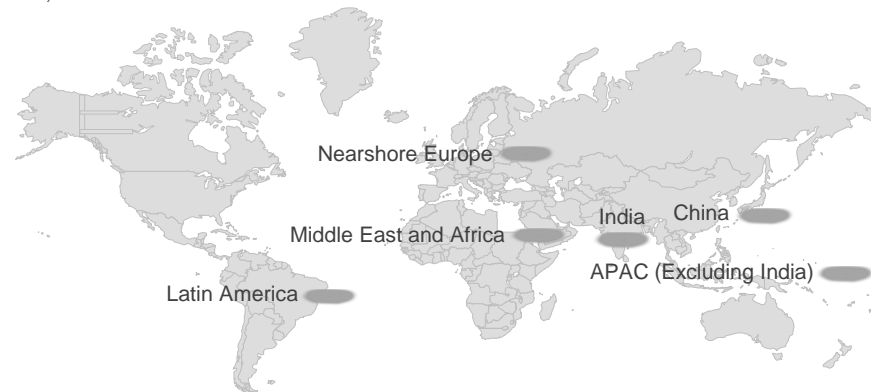 Nearshore Europe
India
China
Middle East and Africa
APAC (Excluding India)
Latin America